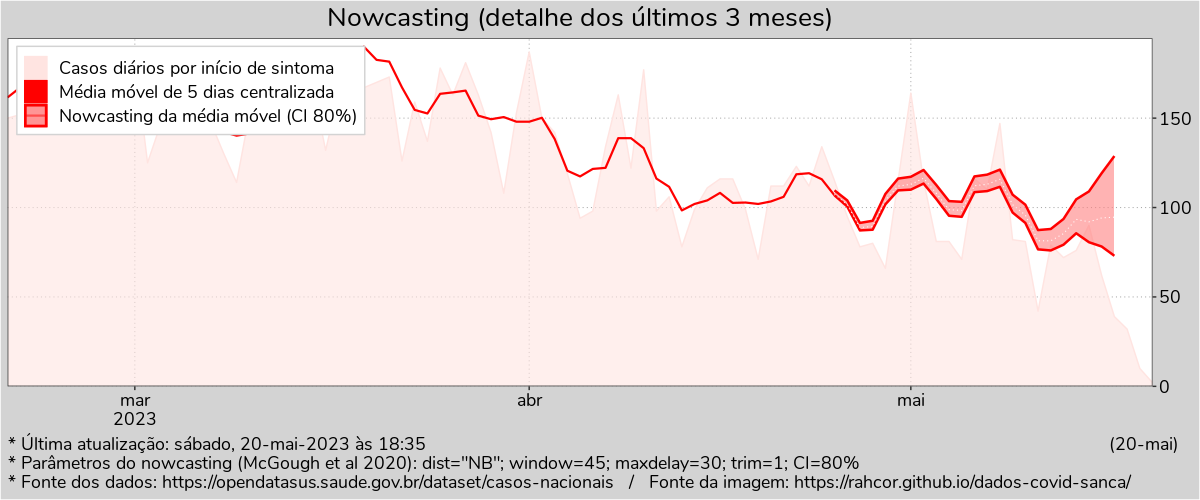 Nowcasting (detalhe dos últimos 3 meses)
Casos diários por início de sintoma
Média móvel de 5 dias centralizada
Nowcasting da média móvel (CI 80%)
150
100
50
0
mar
2023
abr
mai
* Última atualização: sábado, 20-mai-2023 às 18:35
(20-mai)
* Parâmetros do nowcasting (McGough et al 2020): dist="NB"; window=45; maxdelay=30; trim=1; CI=80%
* Fonte dos dados: https://opendatasus.saude.gov.br/dataset/casos-nacionais / Fonte da imagem: https://rahcor.github.io/dados-covid-sanca/